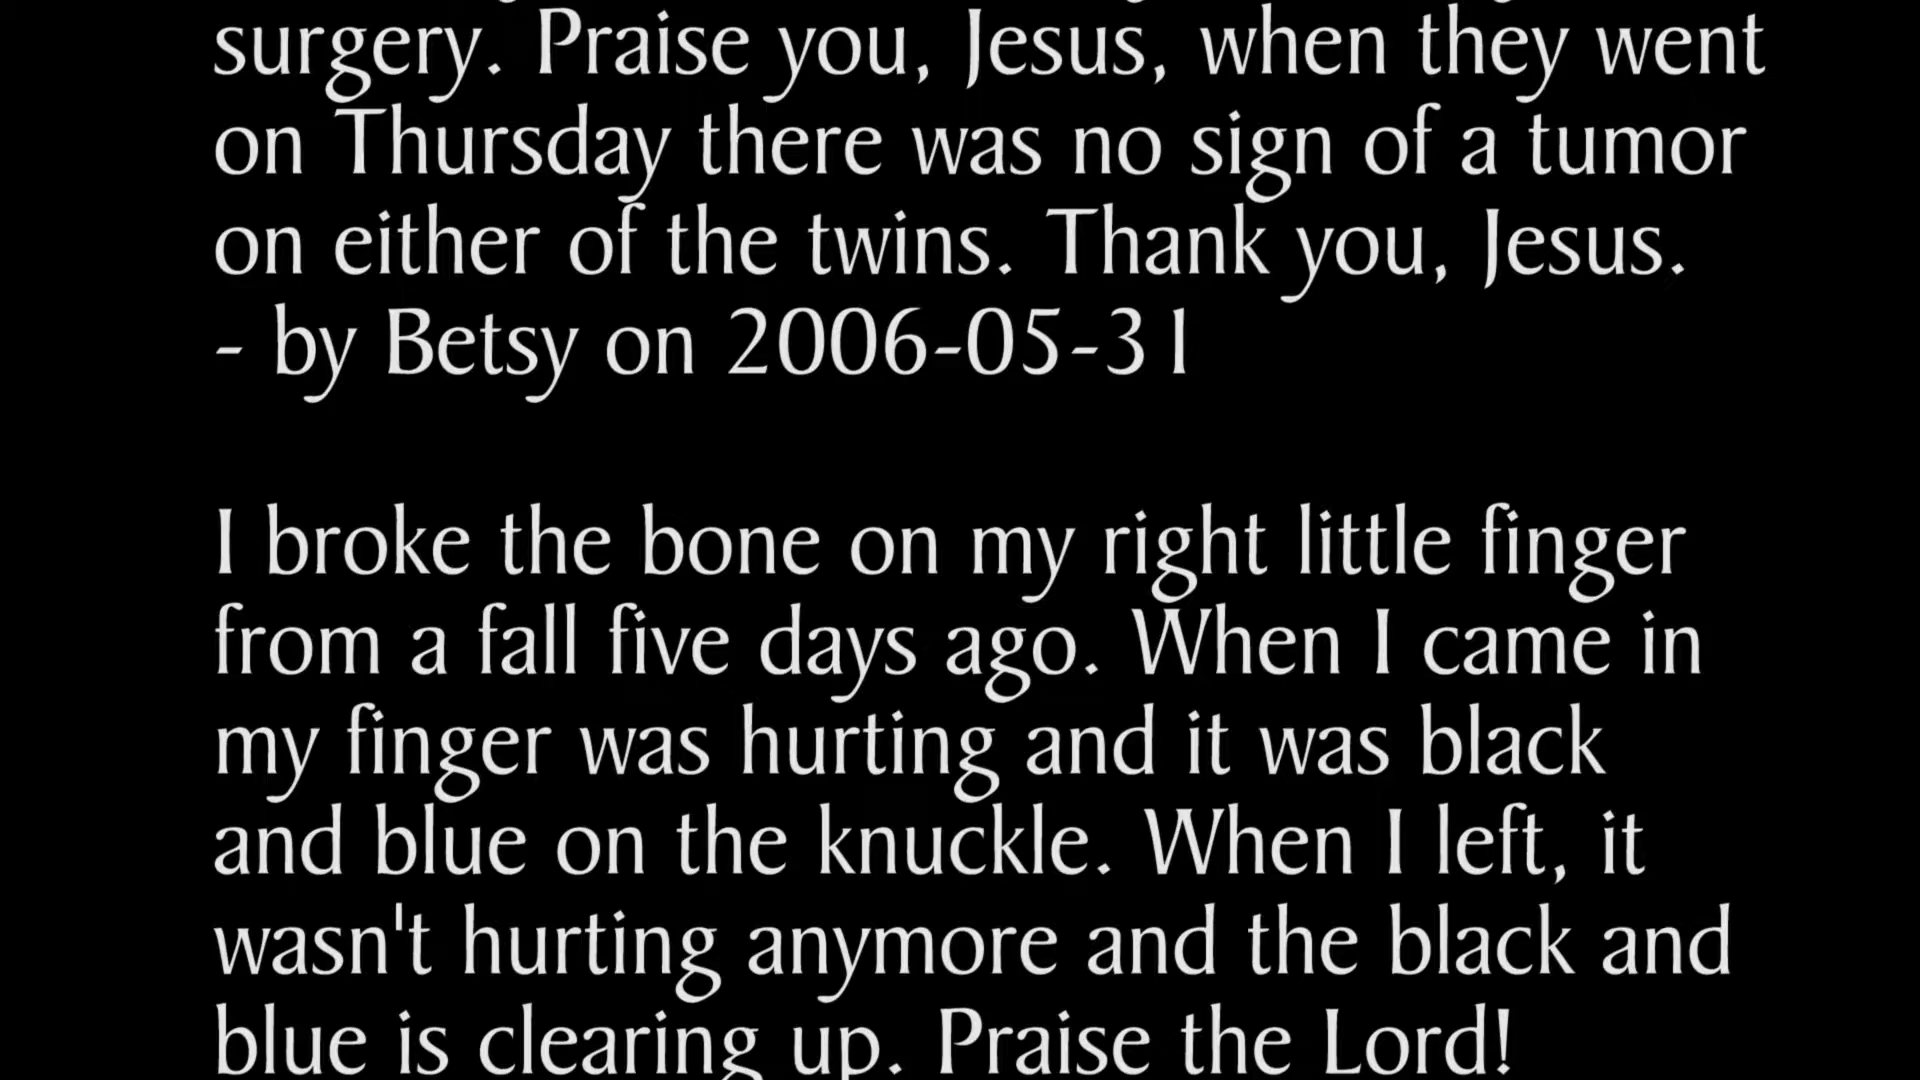 surgery. Praise you, Jesus, when they went
on Thursday there was no sign of a tumor
on either of the twins. Thank you, Jesus.
- by Betsy on 2006-05-31
I broke the bone on my right little finger
from a fall five days ago. When I came in
my finger was hurting and it was black
and blue on the knuckle. When I left, it
wasn't hurting anymore and the black and
blue is clearing up. Praise the Lord!